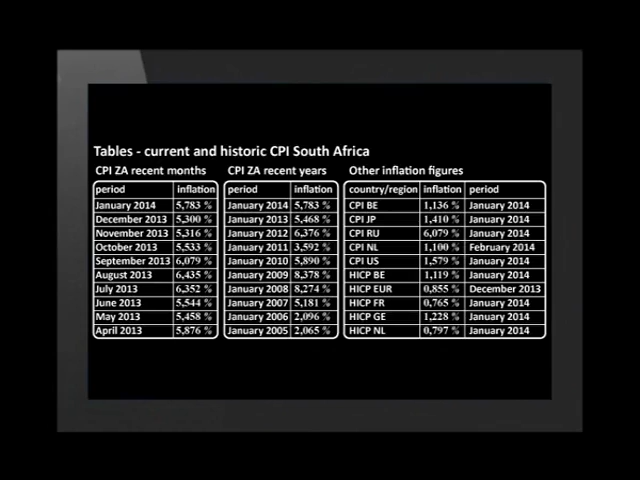 Tables - current and historic CPI South Africa
CPI ZA recent months CPI ZA recent years Other inflation figures
period inflation period inflation country/region inflation period
January 2014 5,783 % January 2014 5,783 % CPI BE 1,136 % January 2014
December 2013 5,300 % January 2013 5,468 % CPI JP 1,410 % January 2014
November 2013 5,316 % January 2012 6,376 % CPI RU 6,079 % January 2014
October 2013 5,533 % January 2011 3,592 % CPI NL 1,100 % February 2014
September 2013 6,079 % January 2010 5,890 % CPI US 1,579 % January 2014
August 2013 6,435 % January 2009 8,378 % HICP BE 1,119 % January 2014
July 2013 6,352 % January 2008 8,274 % HICP EUR 0,855 % December 2013
June 2013 5,544 % January 2007 5,181 % HICP FR 0,765 % January 2014
May 2013 5,458 % January 2006 2,096 % HICP GE 1,228 % January 2014
April 2013 5,876 % January 2005 2,065 % HICP NL 0,797 % January 2014